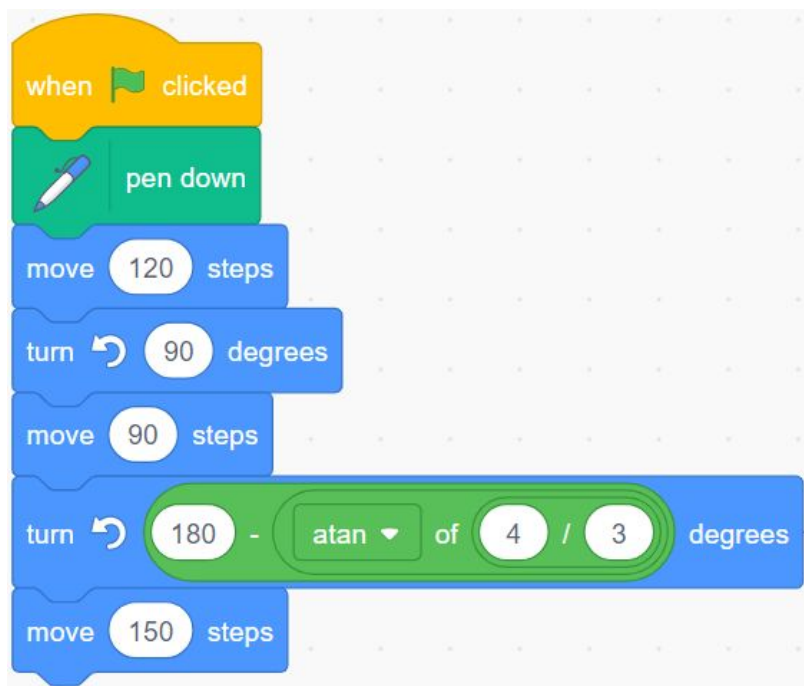 when clicked
pen down
move 120 steps
turn 90 degrees
move 90 steps
turn 180 - atan of 4 / 3 degrees
move 150 steps